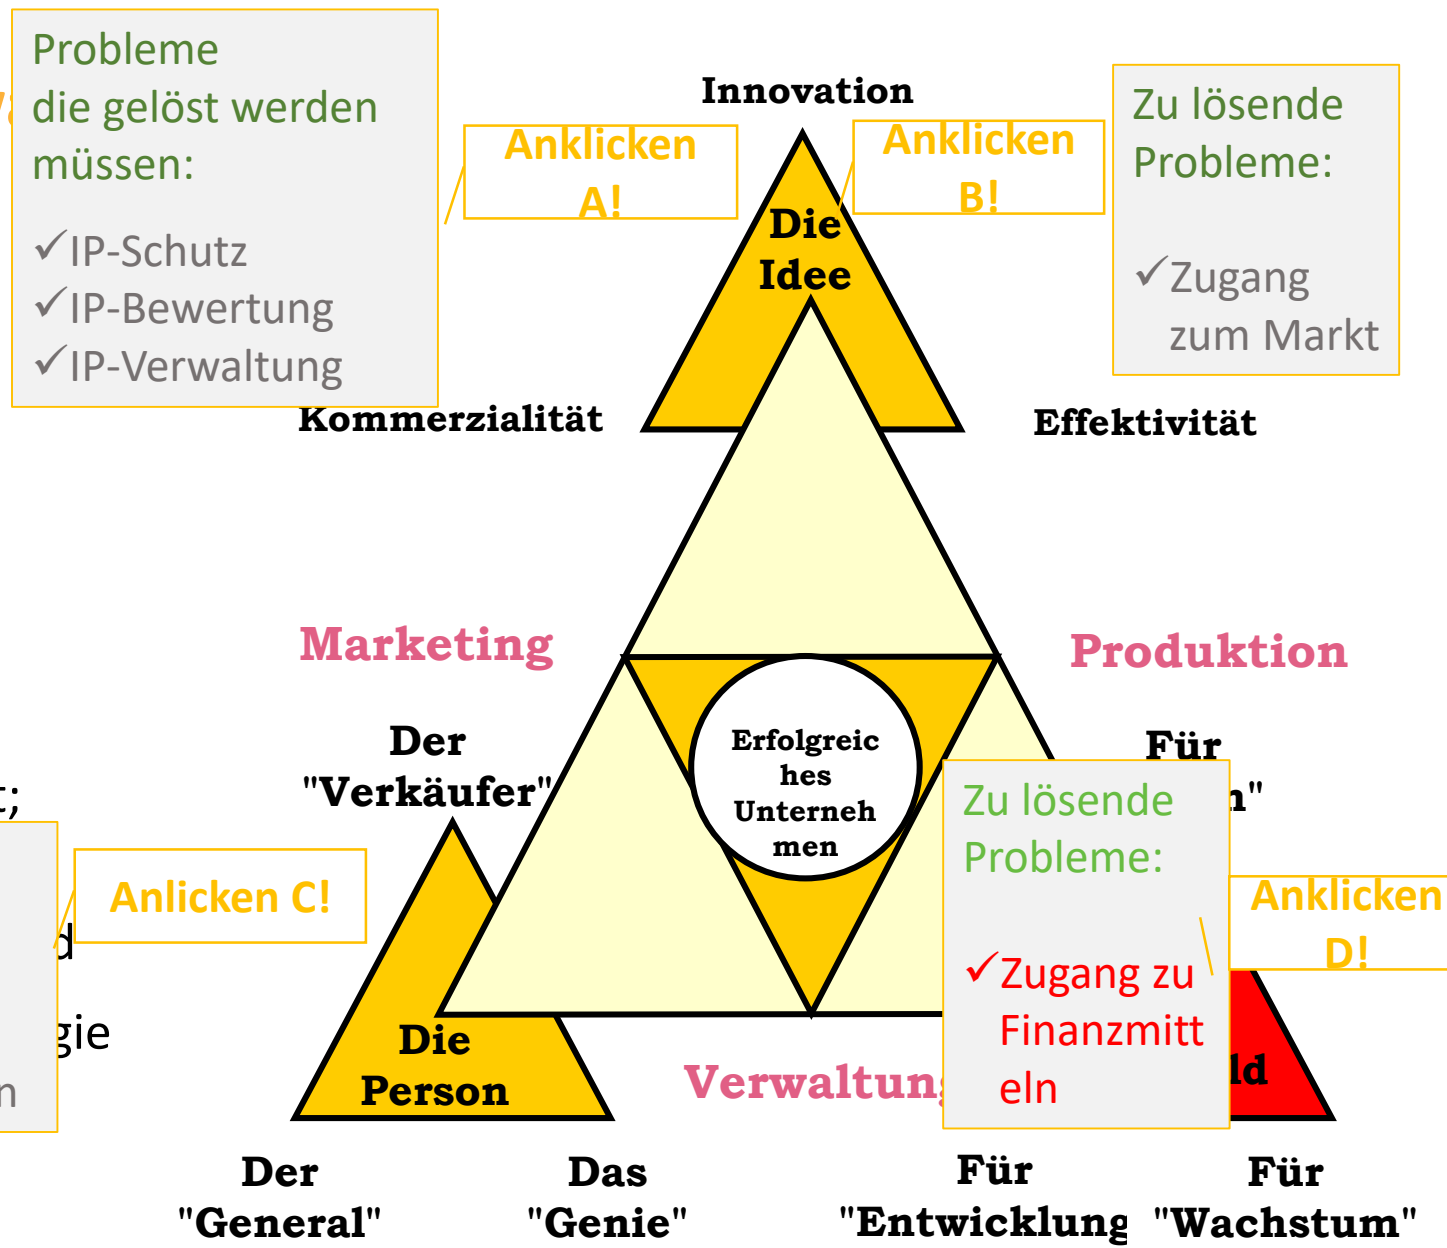 Probleme
die gelöst werden
müssen:
✓IP-Schutz
✓IP-Bewertung
✓IP-Verwaltung
Innovation
Anklicken
A!
Anklicken
B!
Zu lösende
Probleme:
✓Zugang
zum Markt
Die
Idee
Kommerzialität
Effektivität
Marketing
Produktion
Der
"Verkäufer"
Erfolgreic
hes
Unterneh
men
Für
Zu lösende
Probleme:
✓Zugang zu
Finanzmitt
eln
Anlicken C!
Anklicken
D!
Die
Person
Verwaltung
Der
"General"
Das
"Genie"
Für
"Entwicklung
Für
"Wachstum"